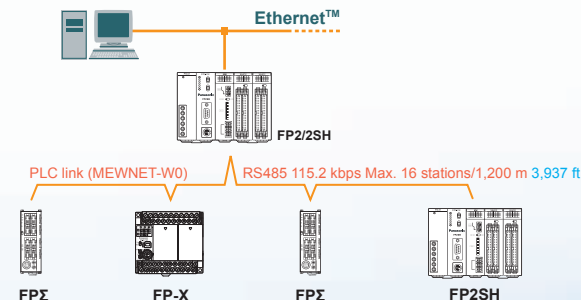 Ethernet™
FP2/2SH
PLC link (MEWNET-W0) RS485 115.2 kbps Max. 16 stations/1,200 m 3,937 ft
FPΣ FP-X FPΣ FP2SH